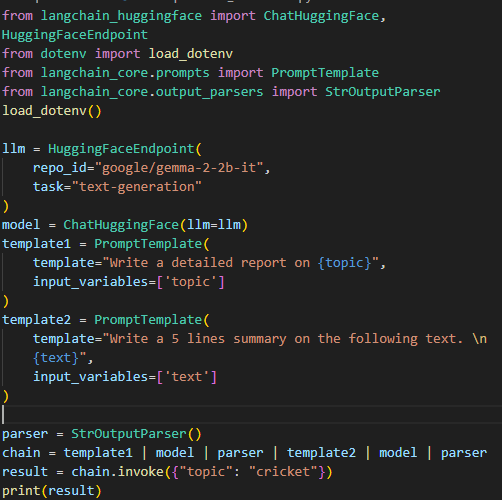 from langchain_huggingface import ChatHuggingFace,
HuggingFaceEndpoint
from dotenv import load_dotenv
from langchain_core.prompts import PromptTemplate
from langchain_core.output_parsers import StrOutputParser
load_dotenv()

llm = HuggingFaceEndpoint(
    repo_id="google/gemma-2-2b-it",
    task="text-generation"
)
model = ChatHuggingFace(llm=llm)
template1 = PromptTemplate(
    template="Write a detailed report on {topic}",
    input_variables=['topic']
)
template2 = PromptTemplate(
    template="Write a 5 lines summary on the following text. \n
    {text}",
    input_variables=['text']
)

parser = StrOutputParser()
chain = template1 | model | parser | template2 | model | parser
result = chain.invoke({"topic": "cricket"})
print(result)